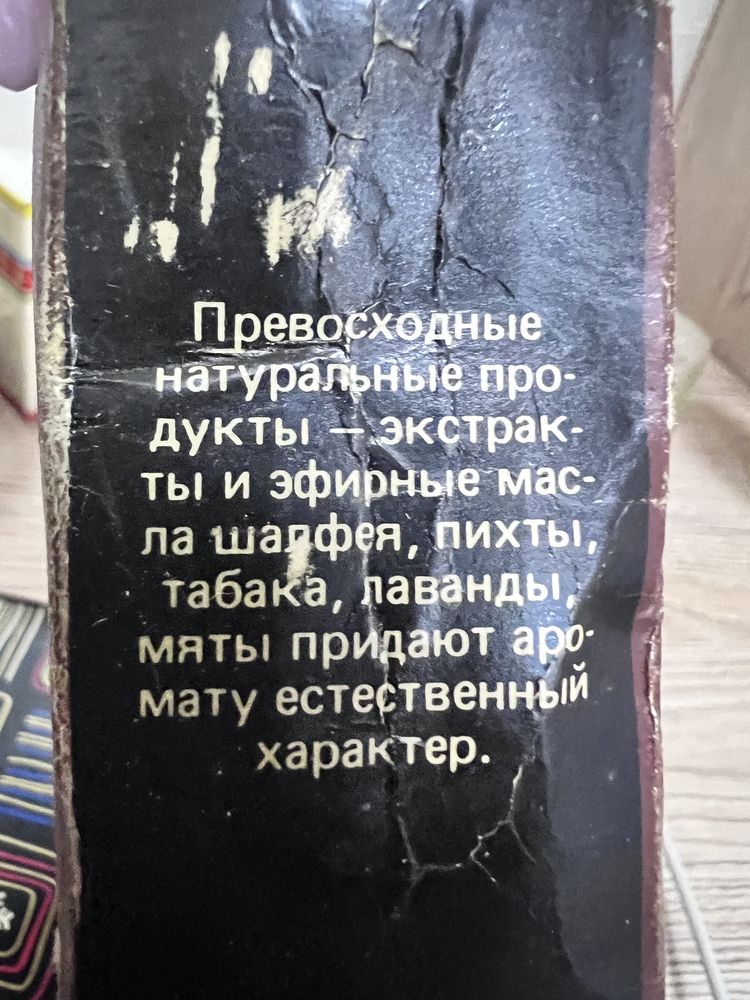 Превосходные
натуральные про-
дукты — экстрак-
ты и эфирные мас-
ла шалфея, пихты,
табака, лаванды,
мяты придают аро-
мату естественный
характер.